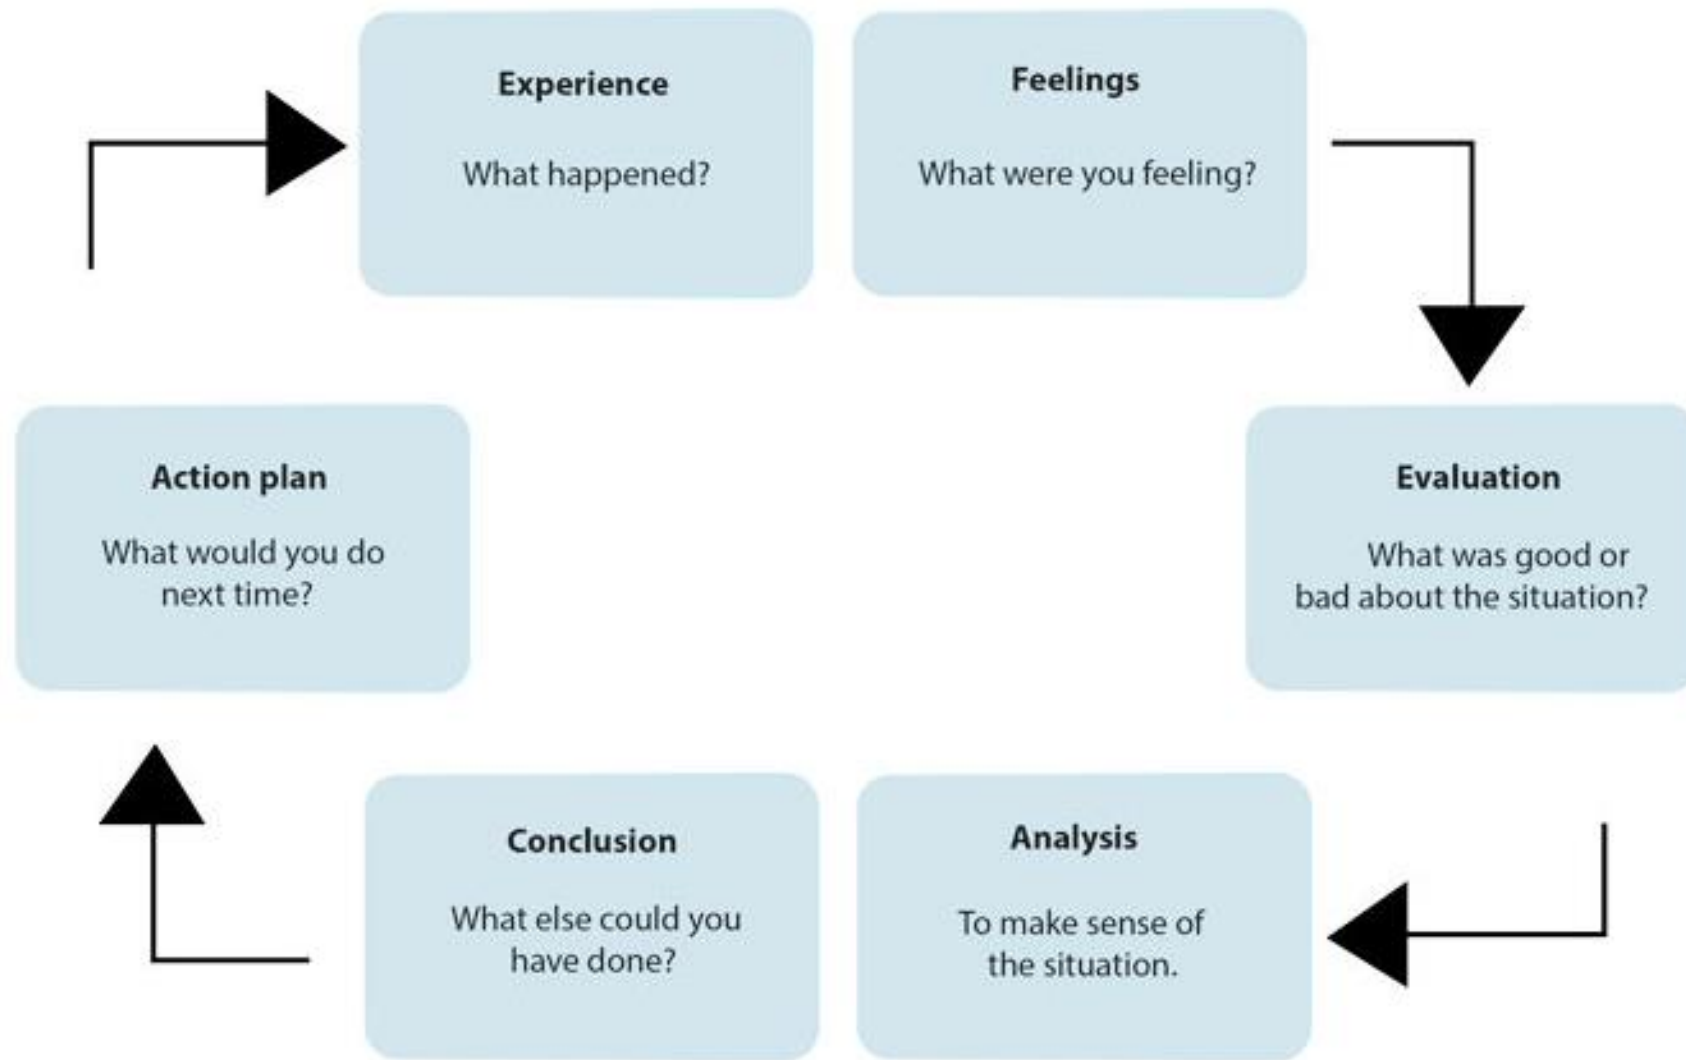 Experience
What happened?
Feelings
What were you feeling?
Evaluation
What was good or
bad about the situation?
Analysis
To make sense of
the situation.
Conclusion
What else could you
have done?
Action plan
What would you do
next time?